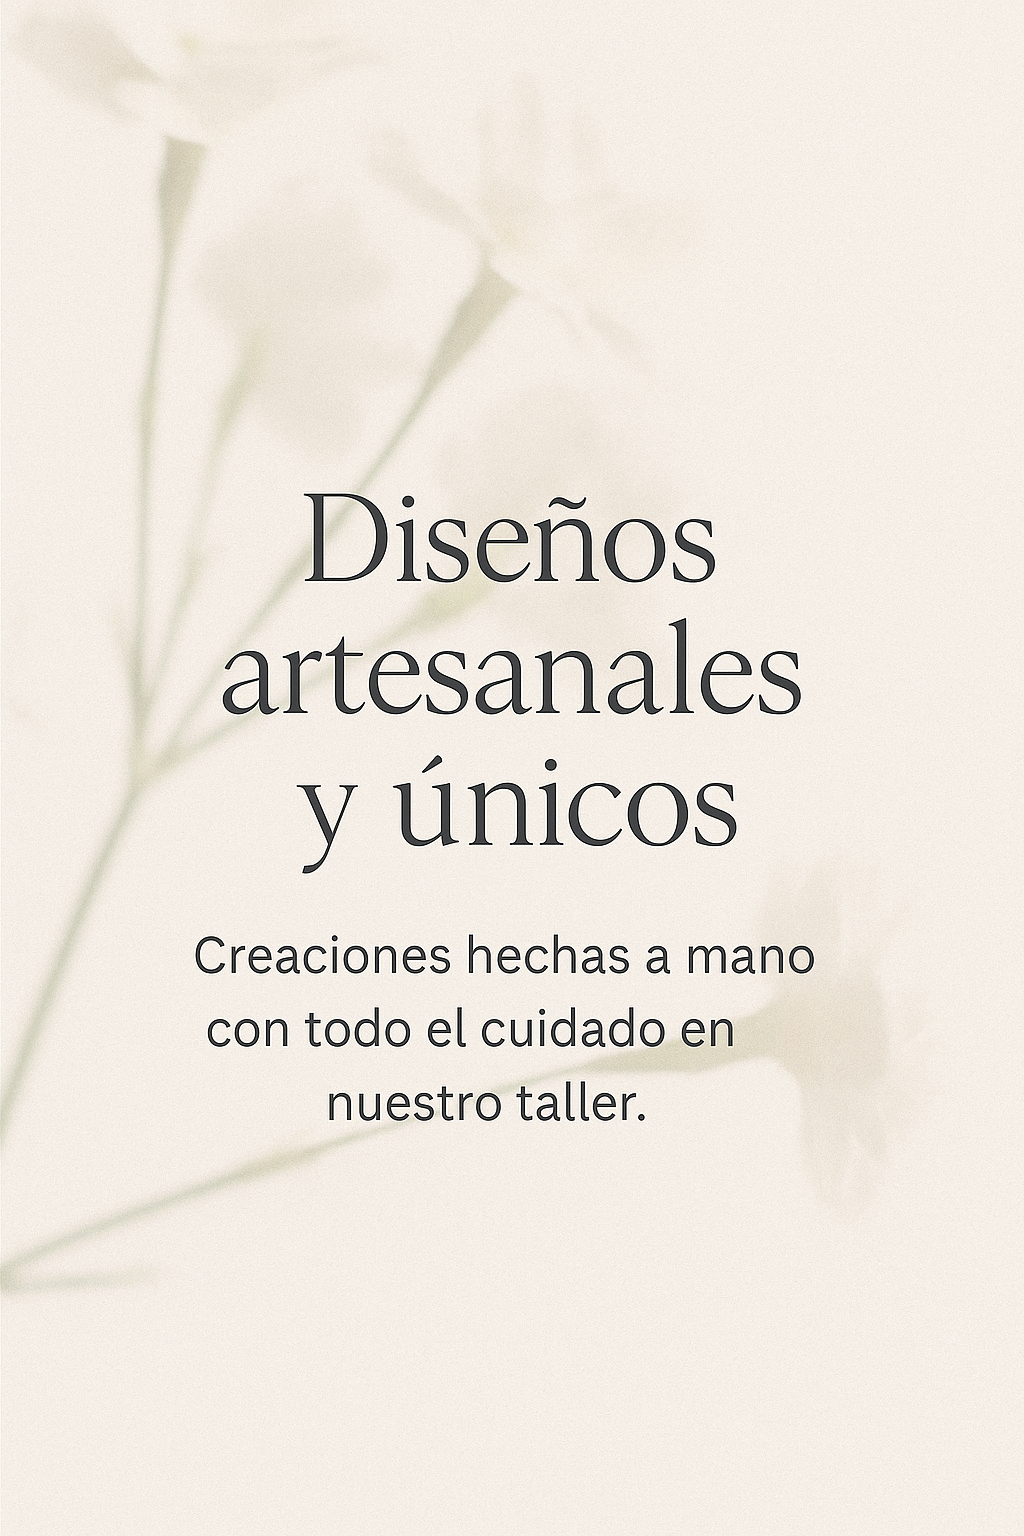 Diseños
artesanales
y únicos
Creaciones hechas a mano
con todo el cuidado en
nuestro taller.